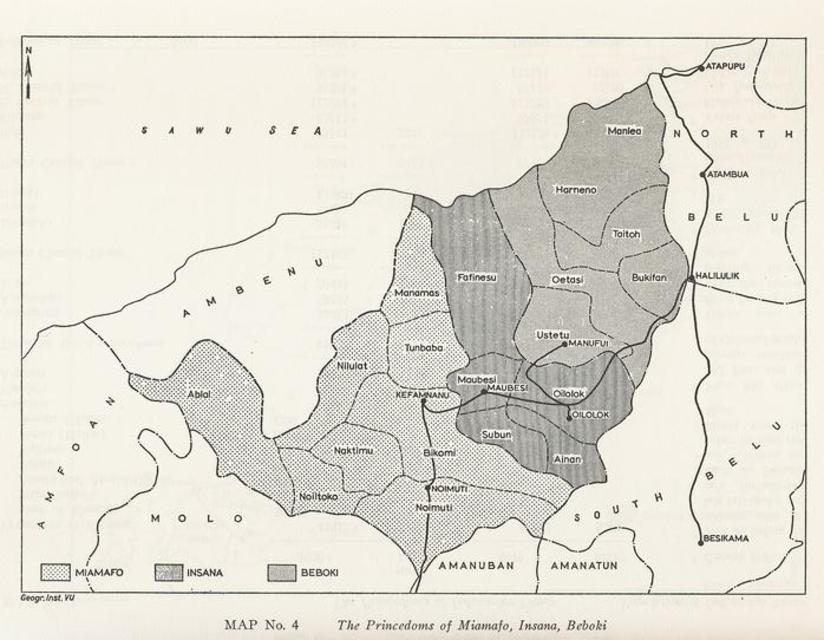 N
ATAPUPU
SAWU SEA
Manlea
NORTH
ATAMBUA
Harneno
BELU
Taitoh
AMBENU
Fafinesu
Oetasi
Bukifan
HALILULIK
Manamas
Ustetu
MANUFUI
Tunbaba
Nilulat
Maubesi
MAUBESI
Ablal
KEFAMNANU
Oilolok
OILOLOK
Subun
AMFOAN
Naktimu
Bikomi
Ainan
BELU
NOIMUTI
Noiltoko
Noimuti
SOUTH
MOLO
BESIKAMA
AMANUBAN
AMANATUN
MIAMAFO
INSANA
BEBOKI
Geogr. Inst. VU
MAP No. 4 The Princedoms of Miamafo, Insana, Beboki